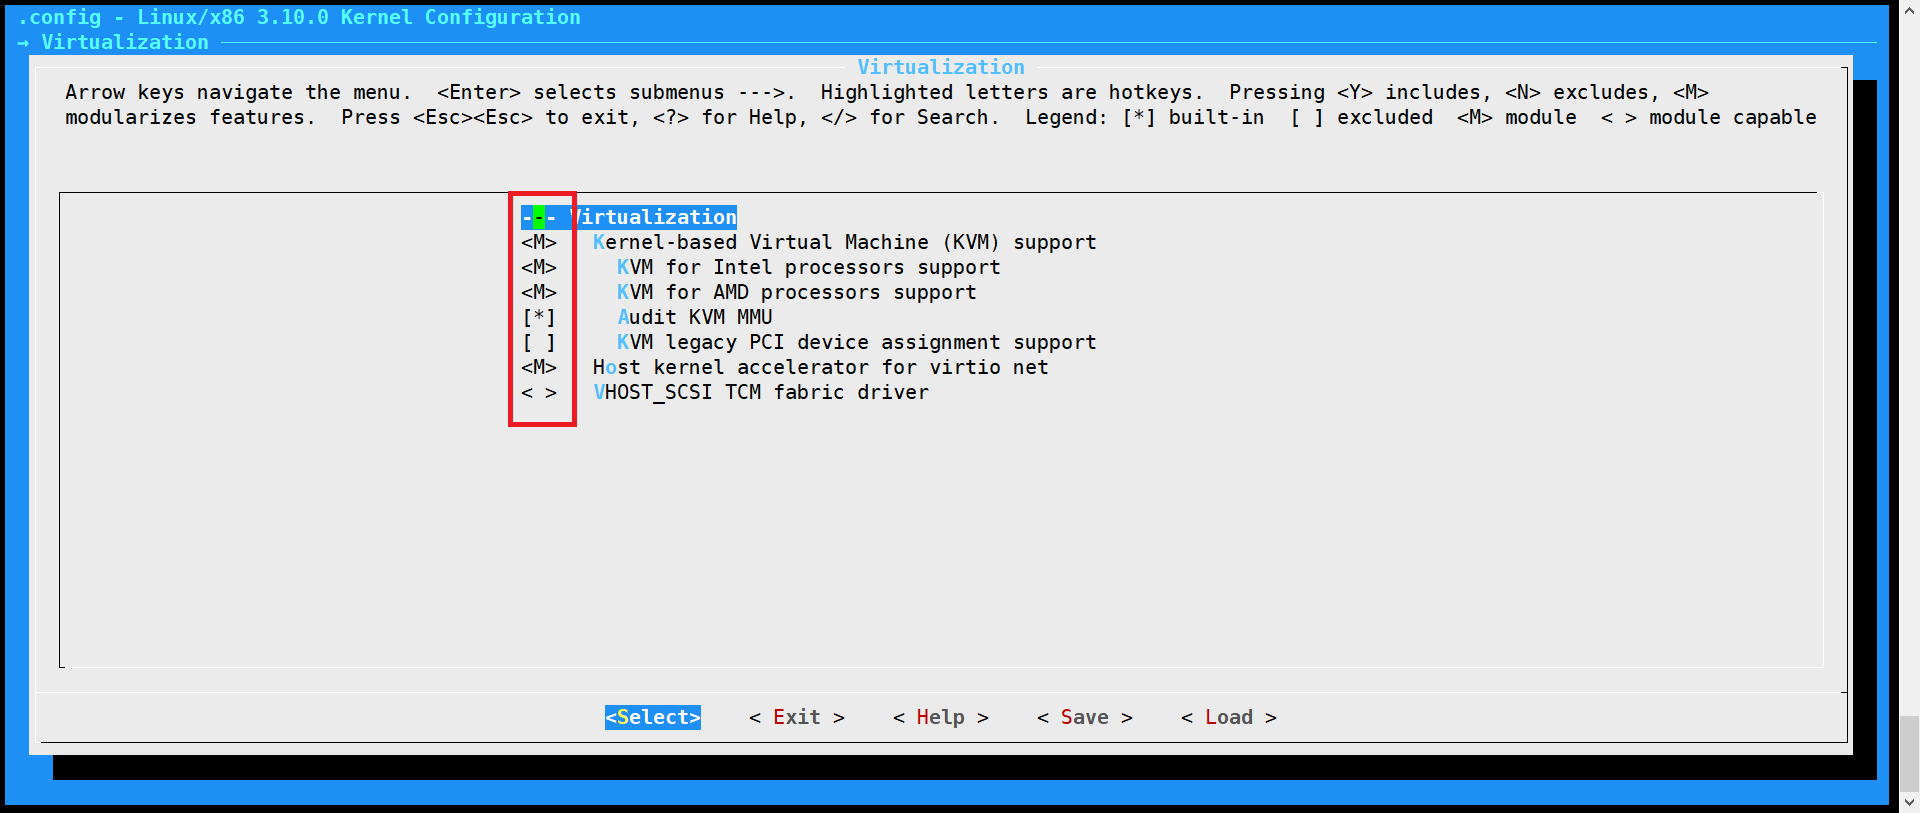 .config - Linux/x86 3.10.0 Kernel Configuration
→ Virtualization
Virtualization
Arrow keys navigate the menu.  <Enter> selects submenus --->.  Highlighted letters are hotkeys.  Pressing <Y> includes, <N> excludes, <M>
modularizes features.  Press <Esc><Esc> to exit, <?> for Help, </> for Search.  Legend: [*] built-in  [ ] excluded  <M> module  < > module capable
--- Virtualization
<M>   Kernel-based Virtual Machine (KVM) support
<M>     KVM for Intel processors support
<M>     KVM for AMD processors support
[*]     Audit KVM MMU
[ ]     KVM legacy PCI device assignment support
<M>   Host kernel accelerator for virtio net
< >   VHOST_SCSI TCM fabric driver
<Select>    < Exit >    < Help >    < Save >    < Load >